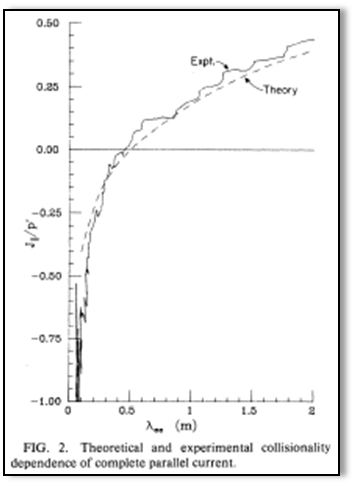 0.50
Expt.
0.25
Theory
0.00
−0.25
J∥/p′
−0.50
−0.75
−1.00
0 0.5 1 1.5 2
λee (m)
FIG. 2. Theoretical and experimental collisionality
dependence of complete parallel current.